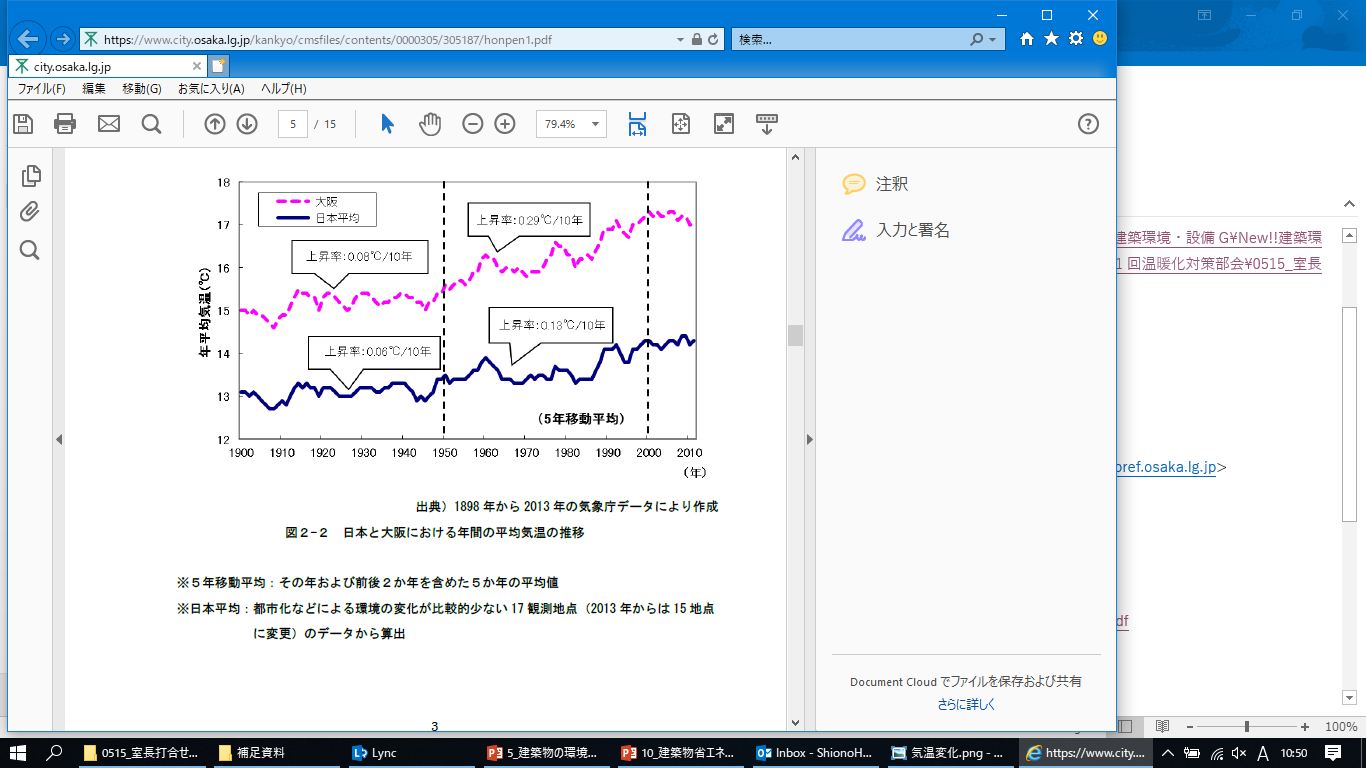 https://www.city.osaka.lg.jp/kankyo/cmsfiles/contents/0000305/305187/honpen1.pdf
検索...
city.osaka.lg.jp
ファイル(F) 編集 移動(G) お気に入り(A) ヘルプ(H)
5 / 15
79.4%
18
17
16
15
14
13
12
年平均気温(℃)
大阪
日本平均
上昇率:0.29℃/10年
上昇率:0.08℃/10年
上昇率:0.13℃/10年
上昇率:0.06℃/10年
(5年移動平均)
1900 1910 1920 1930 1940 1950 1960 1970 1980 1990 2000 2010
(年)
出典）1898 年から 2013 年の気象庁データにより作成
図２-２ 日本と大阪における年間の平均気温の推移
※５年移動平均：その年および前後２か年を含めた５か年の平均値
※日本平均：都市化などによる環境の変化が比較的少ない 17 観測地点（2013 年からは 15 地点
に変更）のデータから算出
3
注釈
入力と署名
Document Cloud でファイルを保存および共有
さらに詳しく
建築環境・設備 G¥New!!建築環
1 回温暖化対策部会¥0515_室長
pref.osaka.lg.jp>
df
100%
0515_室長打合せ...
補足資料
Lync
5_建築物の環境...
10_建築物省エネ...
Inbox - ShionoH...
気温変化.png - ...
https://www.city....
A
10:50